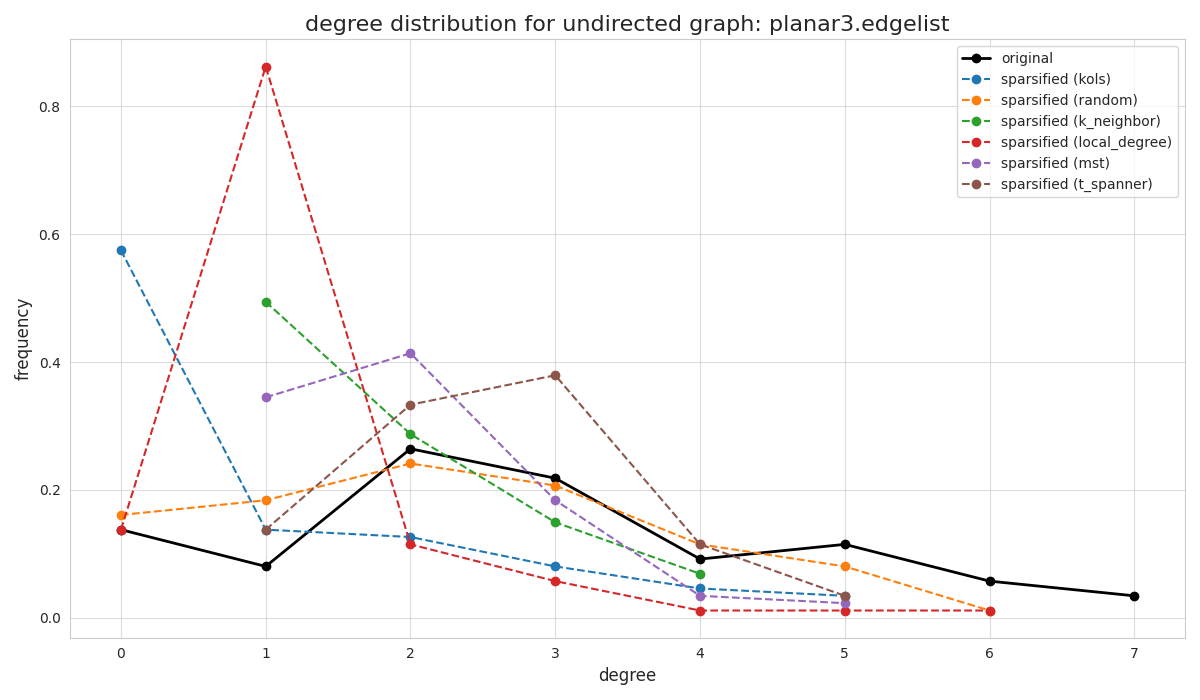 degree distribution for undirected graph: planar3.edgelist
original
sparsified (kols)
sparsified (random)
sparsified (k_neighbor)
sparsified (local_degree)
sparsified (mst)
sparsified (t_spanner)
frequency
0.8
0.6
0.4
0.2
0.0
0 1 2 3 4 5 6 7
degree